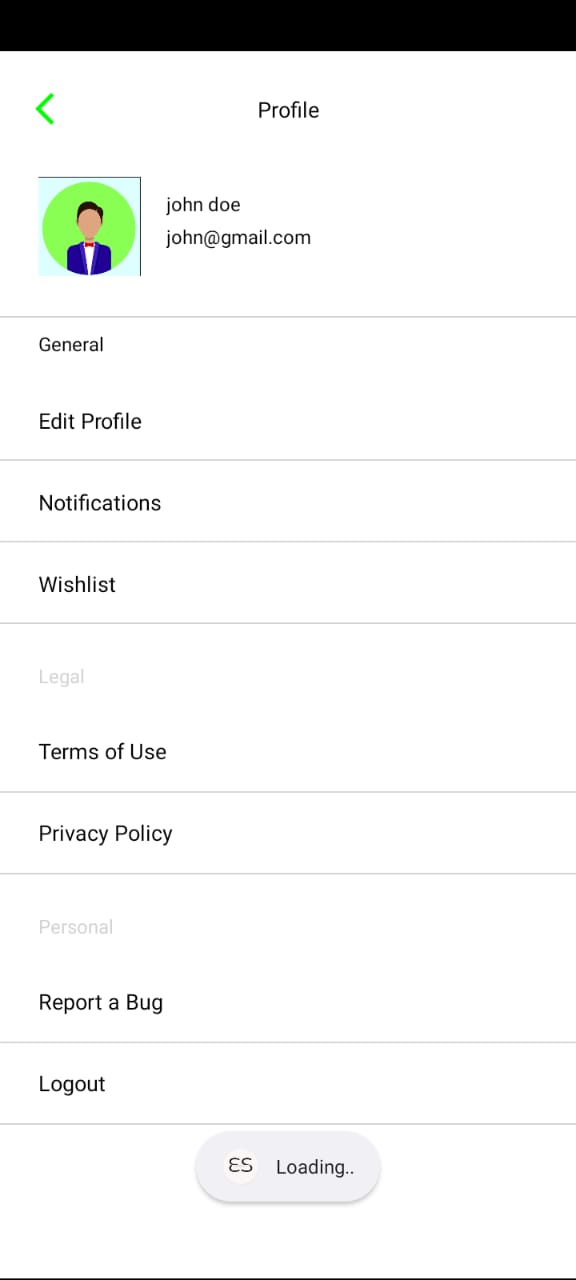 Profile
john doe
john@gmail.com
General
Edit Profile
Notifications
Wishlist
Legal
Terms of Use
Privacy Policy
Personal
Report a Bug
Logout
ES Loading..